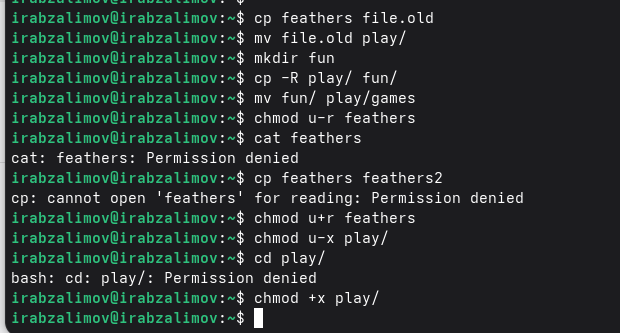 irabzalimov@irabzalimov:~$ cp feathers file.old
irabzalimov@irabzalimov:~$ mv file.old play/
irabzalimov@irabzalimov:~$ mkdir fun
irabzalimov@irabzalimov:~$ cp -R play/ fun/
irabzalimov@irabzalimov:~$ mv fun/ play/games
irabzalimov@irabzalimov:~$ chmod u-r feathers
irabzalimov@irabzalimov:~$ cat feathers
cat: feathers: Permission denied
irabzalimov@irabzalimov:~$ cp feathers feathers2
cp: cannot open 'feathers' for reading: Permission denied
irabzalimov@irabzalimov:~$ chmod u+r feathers
irabzalimov@irabzalimov:~$ chmod u-x play/
irabzalimov@irabzalimov:~$ cd play/
bash: cd: play/: Permission denied
irabzalimov@irabzalimov:~$ chmod +x play/
irabzalimov@irabzalimov:~$